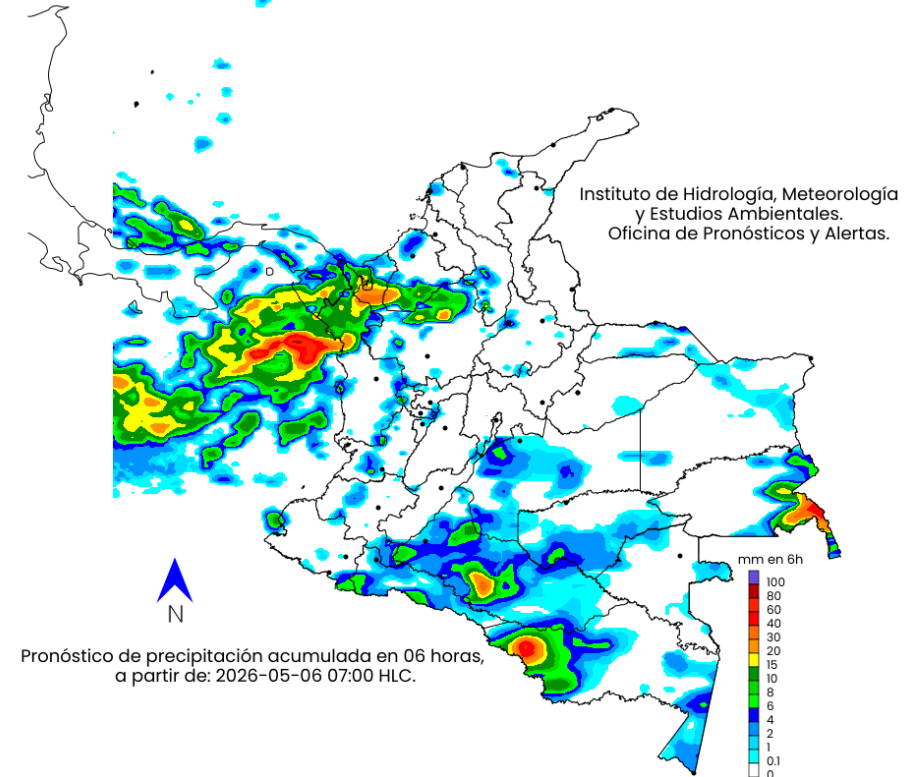 Instituto de Hidrología, Meteorología
y Estudios Ambientales.
Oficina de Pronósticos y Alertas.
mm en 6h
100
80
60
40
30
20
15
10
8
6
4
2
1
0.1
0
N
Pronóstico de precipitación acumulada en 06 horas,
a partir de: 2026-05-06 07:00 HLC.